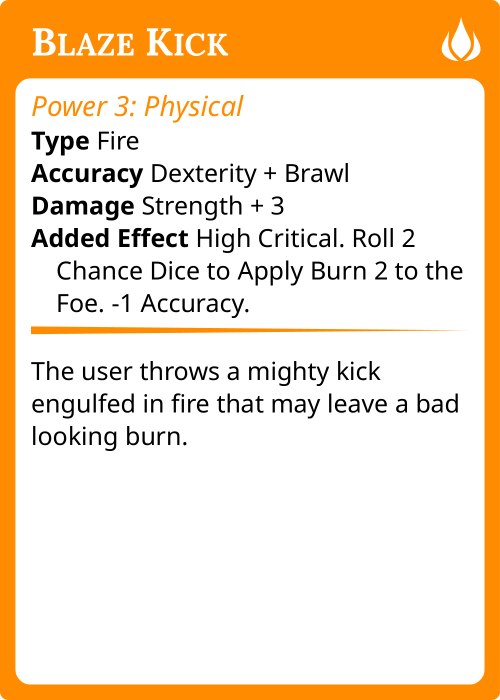 Blaze Kick
Power 3: Physical
Type Fire
Accuracy Dexterity + Brawl
Damage Strength + 3
Added Effect High Critical. Roll 2
Chance Dice to Apply Burn 2 to the
Foe. -1 Accuracy.
The user throws a mighty kick
engulfed in fire that may leave a bad
looking burn.